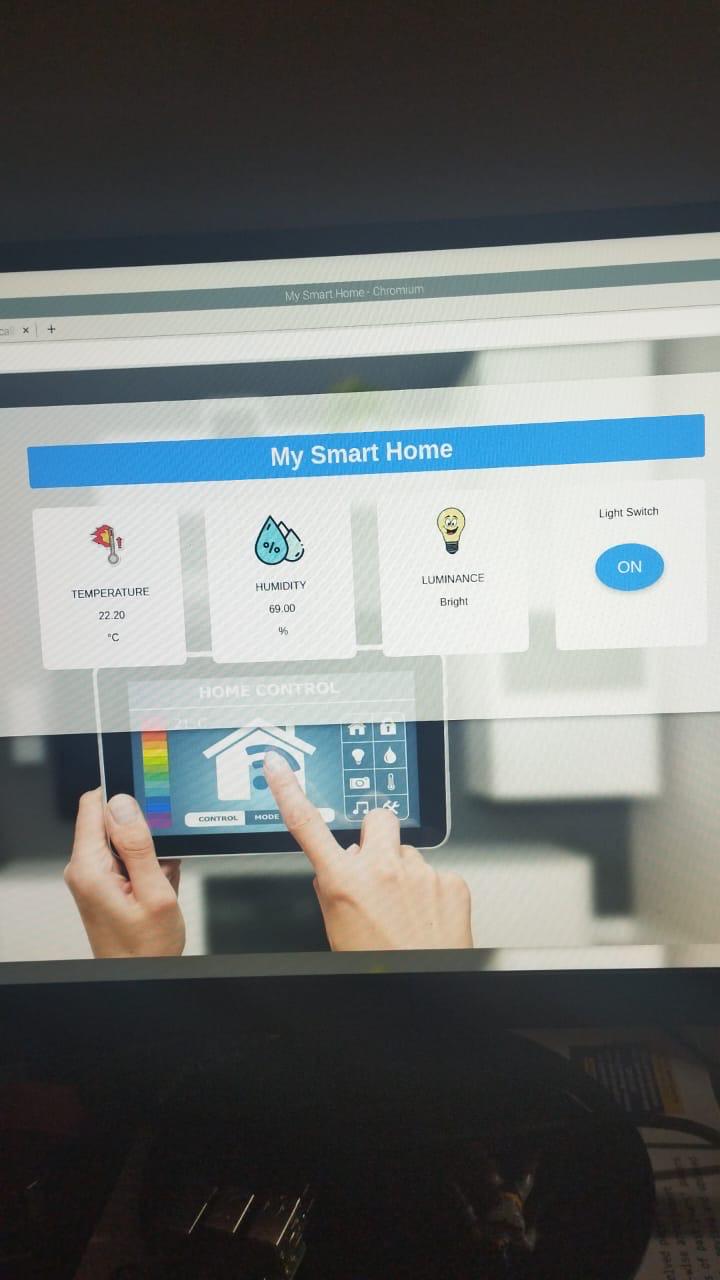 My Smart Home - Chromium
My Smart Home
TEMPERATURE
22.20
°C
HUMIDITY
%
69.00
%
LUMINANCE
Bright
Light Switch
ON
HOME CONTROL
21°C
CONTROL MODE